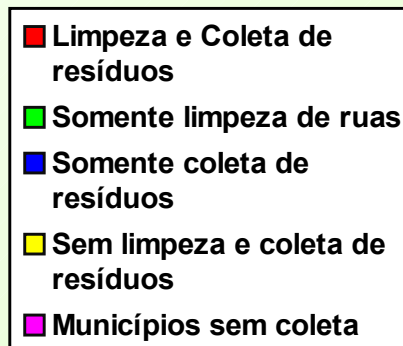 Limpeza e Coleta de
resíduos
Somente limpeza de ruas
Somente coleta de
resíduos
Sem limpeza e coleta de
resíduos
Municípios sem coleta